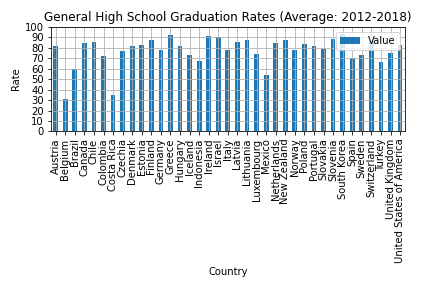 General High School Graduation Rates (Average: 2012-2018)
Rate
100
90
80
70
60
50
40
30
20
10
0
Value
Austria
Belgium
Brazil
Canada
Chile
Colombia
Costa Rica
Czechia
Denmark
Estonia
Finland
Germany
Greece
Hungary
Iceland
Indonesia
Ireland
Israel
Italy
Latvia
Lithuania
Luxembourg
Mexico
Netherlands
New Zealand
Norway
Poland
Portugal
Slovakia
Slovenia
South Korea
Spain
Sweden
Switzerland
Turkey
United Kingdom
United States of America
Country